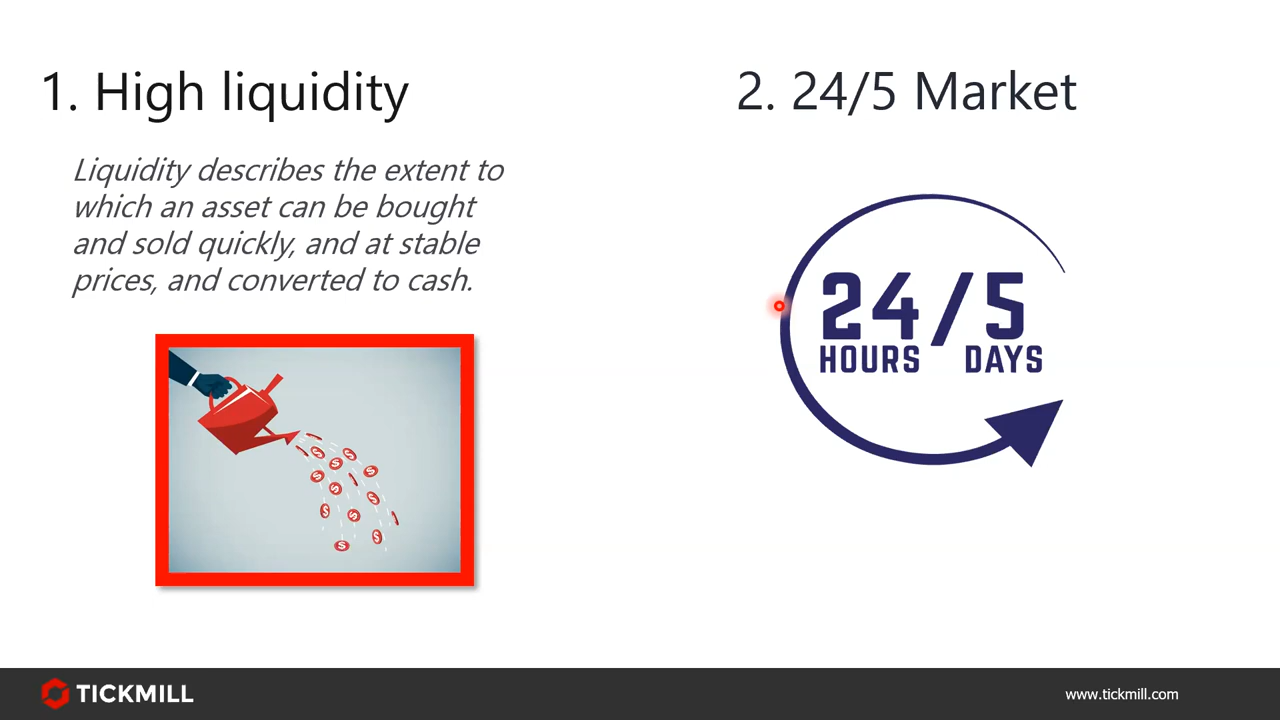 1. High liquidity
Liquidity describes the extent to
which an asset can be bought
and sold quickly, and at stable
prices, and converted to cash.
2. 24/5 Market
24/5
HOURS DAYS
TICKMILL
www.tickmill.com